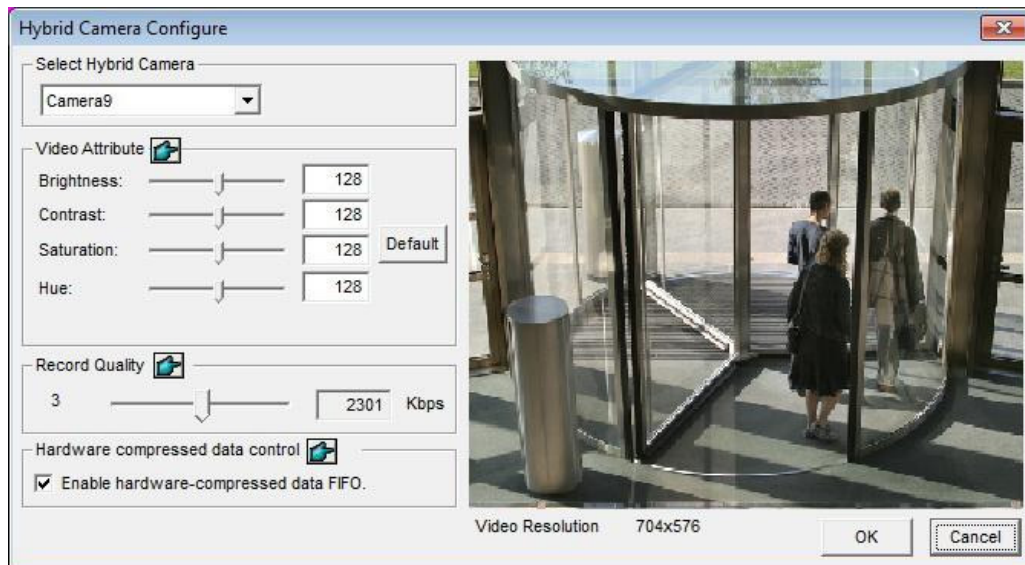 Hybrid Camera Configure
Select Hybrid Camera
Camera9
Video Attribute
Brightness: 128
Contrast: 128
Saturation: 128
Default
Hue: 128
Record Quality
3 2301 Kbps
Hardware compressed data control
Enable hardware-compressed data FIFO.
Video Resolution 704x576
OK Cancel